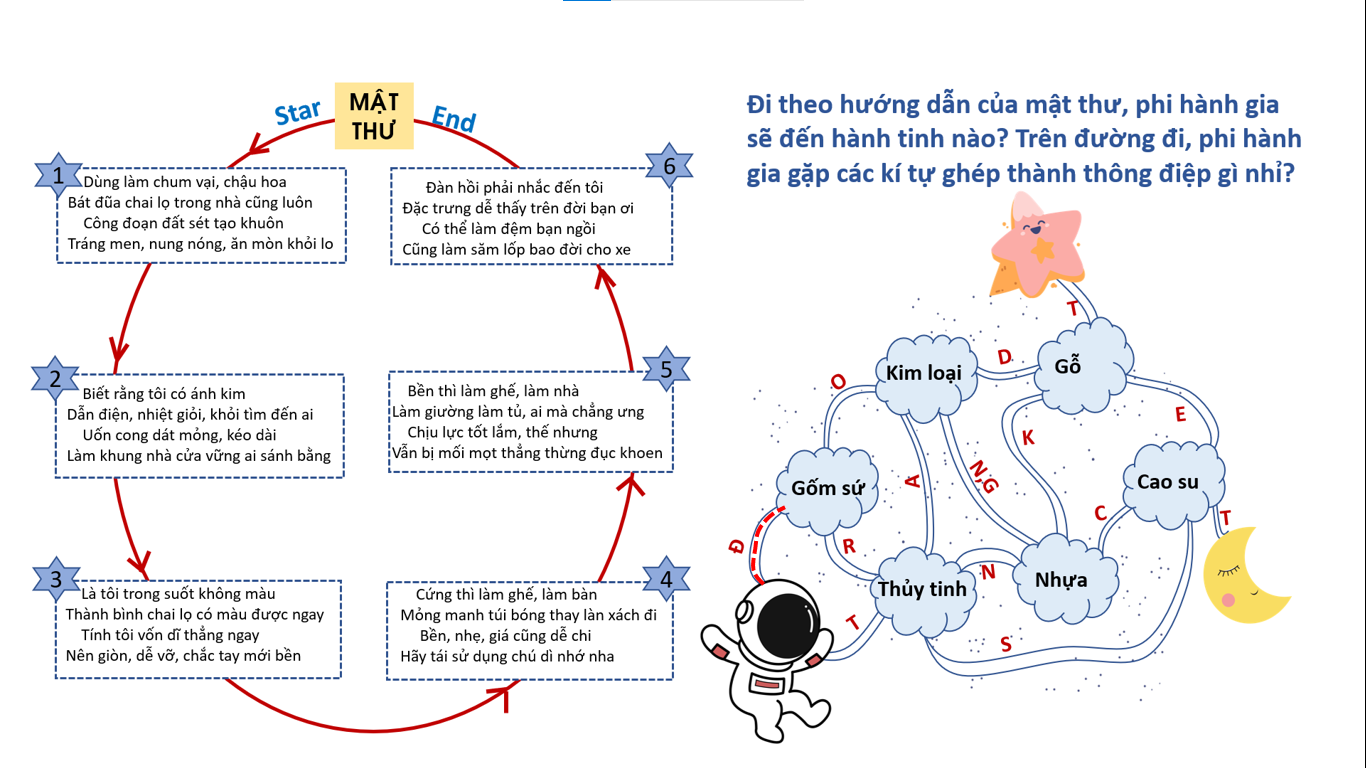 Star
MẬT
THƯ
End
1
Dùng làm chum vại, chậu hoa
Bát đũa chai lọ trong nhà cũng luôn
Công đoạn đất sét tạo khuôn
Tráng men, nung nóng, ăn mòn khỏi lo
2
Biết rằng tôi có ánh kim
Dẫn điện, nhiệt giỏi, khỏi tìm đến ai
Uốn cong dát mỏng, kéo dài
Làm khung nhà cửa vững ai sánh bằng
3
Là tôi trong suốt không màu
Thành bình chai lọ có màu được ngay
Tính tôi vốn dĩ thẳng ngay
Nên giòn, dễ vỡ, chắc tay mới bền
4
Cứng thì làm ghế, làm bàn
Mỏng manh túi bóng thay làn xách đi
Bền, nhẹ, giá cũng dễ chi
Hãy tái sử dụng chú dì nhớ nha
5
Bền thì làm ghế, làm nhà
Làm giường làm tủ, ai mà chẳng ưng
Chịu lực tốt lắm, thế nhưng
Vẫn bị mối mọt thẳng thừng đục khoen
6
Đàn hồi phải nhắc đến tôi
Đặc trưng dễ thấy trên đời bạn ơi
Có thể làm đệm bạn ngồi
Cũng làm săm lốp bao đời cho xe
Đi theo hướng dẫn của mật thư, phi hành gia
sẽ đến hành tinh nào? Trên đường đi, phi hành
gia gặp các kí tự ghép thành thông điệp gì nhỉ?
T
Kim loại
D
Gỗ
O
E
K
Gốm sứ
A
N,G
Cao su
Đ
R
C
T
Thủy tinh
N
Nhựa
T
S